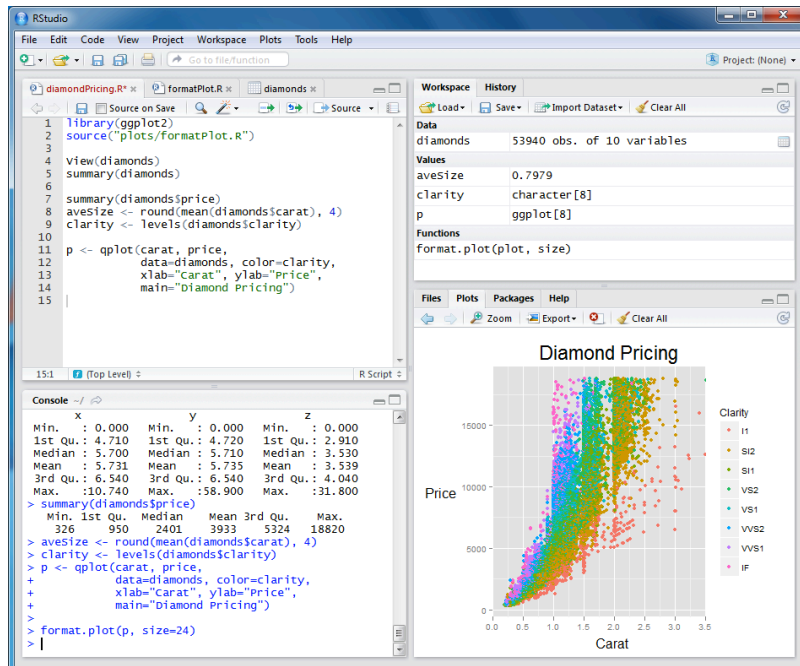 RStudio
File Edit Code View Project Workspace Plots Tools Help
Go to file/function
Project: (None)
diamondPricing.R* formatPlot.R diamonds
Source on Save Source
1 library(ggplot2)
2 source("plots/formatPlot.R")
3
4 View(diamonds)
5 summary(diamonds)
6
7 summary(diamonds$price)
8 aveSize <- round(mean(diamonds$carat), 4)
9 clarity <- levels(diamonds$clarity)
10
11 p <- qplot(carat, price,
12 data=diamonds, color=clarity,
13 xlab="Carat", ylab="Price",
14 main="Diamond Pricing")
15
15:1 (Top Level) R Script
Console ~/
x y z
Min. : 0.000 Min. : 0.000 Min. : 0.000
1st Qu.: 4.710 1st Qu.: 4.720 1st Qu.: 2.910
Median : 5.700 Median : 5.710 Median : 3.530
Mean : 5.731 Mean : 5.735 Mean : 3.539
3rd Qu.: 6.540 3rd Qu.: 6.540 3rd Qu.: 4.040
Max. :10.740 Max. :58.900 Max. :31.800
> summary(diamonds$price)
Min. 1st Qu. Median Mean 3rd Qu. Max.
326 950 2401 3933 5324 18820
> aveSize <- round(mean(diamonds$carat), 4)
> clarity <- levels(diamonds$clarity)
> p <- qplot(carat, price,
+ data=diamonds, color=clarity,
+ xlab="Carat", ylab="Price",
+ main="Diamond Pricing")
>
> format.plot(p, size=24)
>
Workspace History
Load Save Import Dataset Clear All
Data
diamonds 53940 obs. of 10 variables
Values
aveSize 0.7979
clarity character[8]
p ggplot[8]
Functions
format.plot(plot, size)
Files Plots Packages Help
Zoom Export Clear All
Diamond Pricing
Price
15000
10000
5000
0
0.0 0.5 1.0 1.5 2.0 2.5 3.0 3.5
Carat
Clarity
I1
SI2
SI1
VS2
VS1
VVS2
VVS1
IF